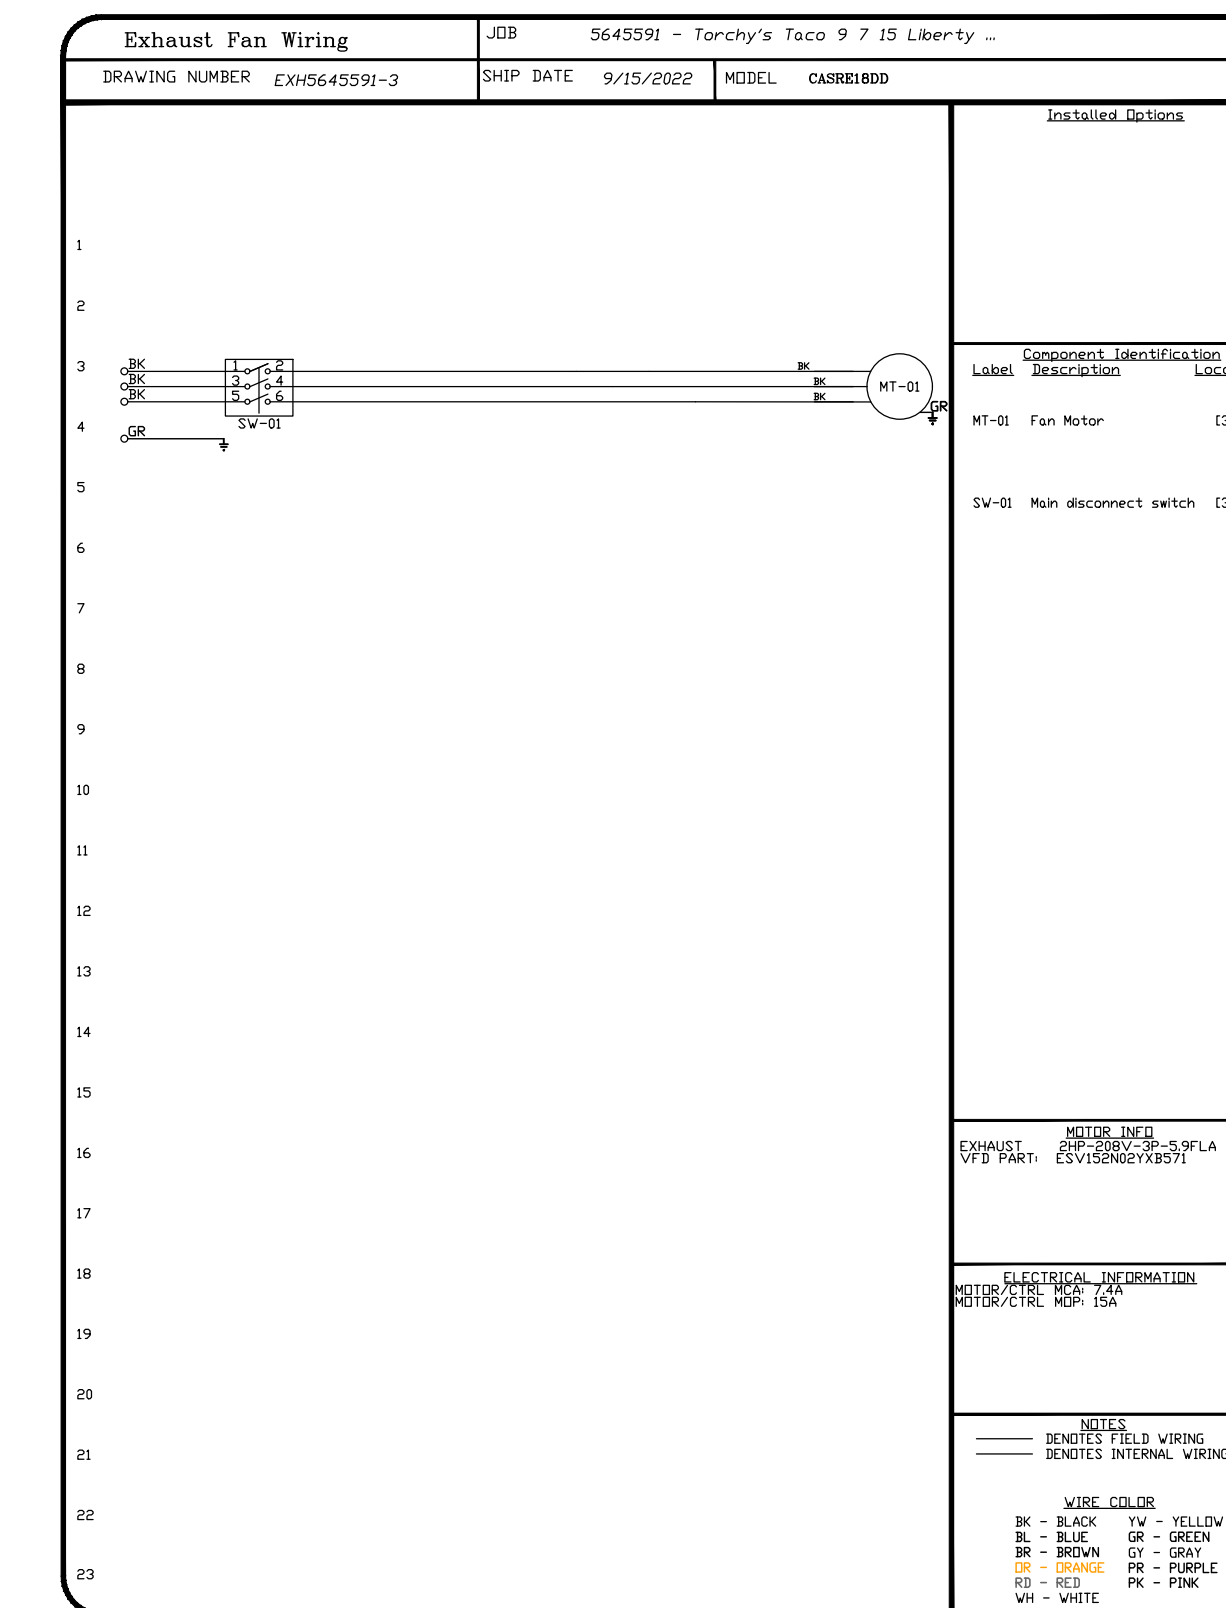 Exhaust Fan Wiring
JOB 5645591 - Torchy's Taco 9 7 15 Liberty ...
DRAWING NUMBER EXH5645591-3
SHIP DATE 9/15/2022
MODEL CASRE18DD
Installed Options
1
2
3
4
5
6
7
8
9
10
11
12
13
14
15
16
17
18
19
20
21
22
23
BK
BK
BK
GR
1 2
3 4
5 6
SW-01
BK
BK
BK
MT-01
GR
Component Identification
Label Description
MT-01 Fan Motor [3
SW-01 Main disconnect switch [3
MOTOR INFO
EXHAUST 2HP-208V-3P-5.9FLA
VFD PART: ESV152N02YXB571
ELECTRICAL INFORMATION
MOTOR/CTRL MCA: 7.4A
MOTOR/CTRL MOP: 15A
NOTES
DENOTES FIELD WIRING
DENOTES INTERNAL WIRING
WIRE COLOR
BK - BLACK YW - YELLOW
BL - BLUE GR - GREEN
BR - BROWN GY - GRAY
OR - ORANGE PR - PURPLE
RD - RED PK - PINK
WH - WHITE